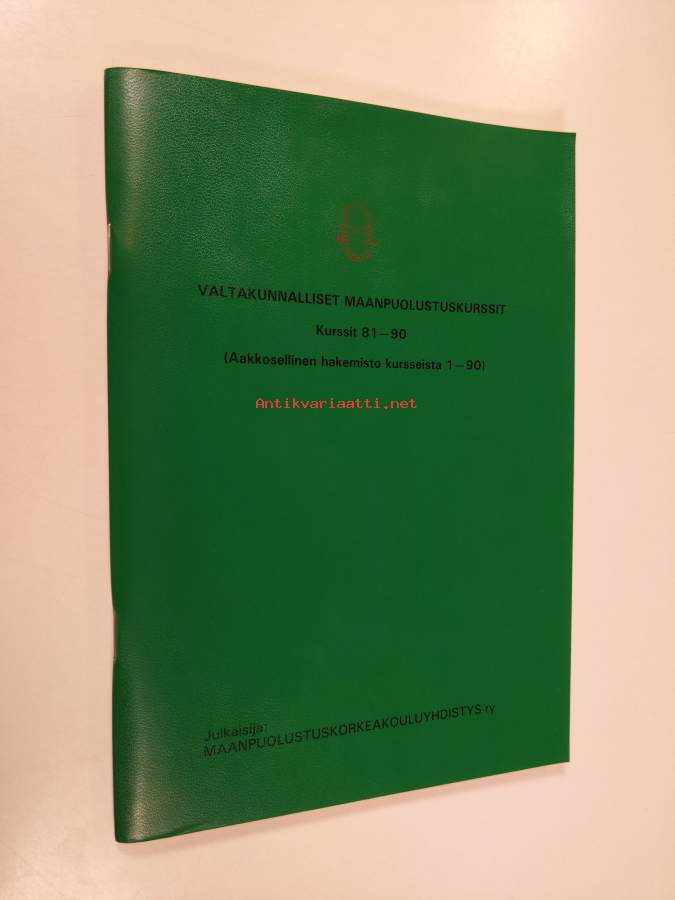 VALTAKUNNALLISET MAANPUOLUSTUSKURSSIT
Kurssit 81—90
(Aakkosellinen hakemisto kursseista 1—90)
Antikvariaatti.net
Julkaisija:
MAANPUOLUSTUSKORKEAKOULUYHDISTYS ry